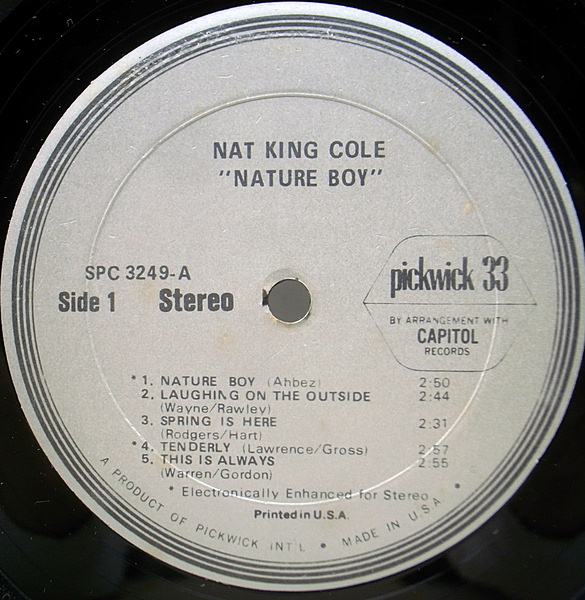 NAT KING COLE
"NATURE BOY"
SPC 3249-A
Side 1 Stereo
pickwick 33
BY ARRANGEMENT WITH
CAPITOL
RECORDS
* 1. NATURE BOY (Ahbez) 2:50
2. LAUGHING ON THE OUTSIDE 2:44
(Wayne/Rawley)
3. SPRING IS HERE 2:31
(Rodgers/Hart)
* 4. TENDERLY (Lawrence/Gross) 2:57
5. THIS IS ALWAYS 2:55
(Warren/Gordon)
* Electronically Enhanced for Stereo
Printed in U.S.A.
A PRODUCT OF PICKWICK INT'L • MADE IN U.S.A •